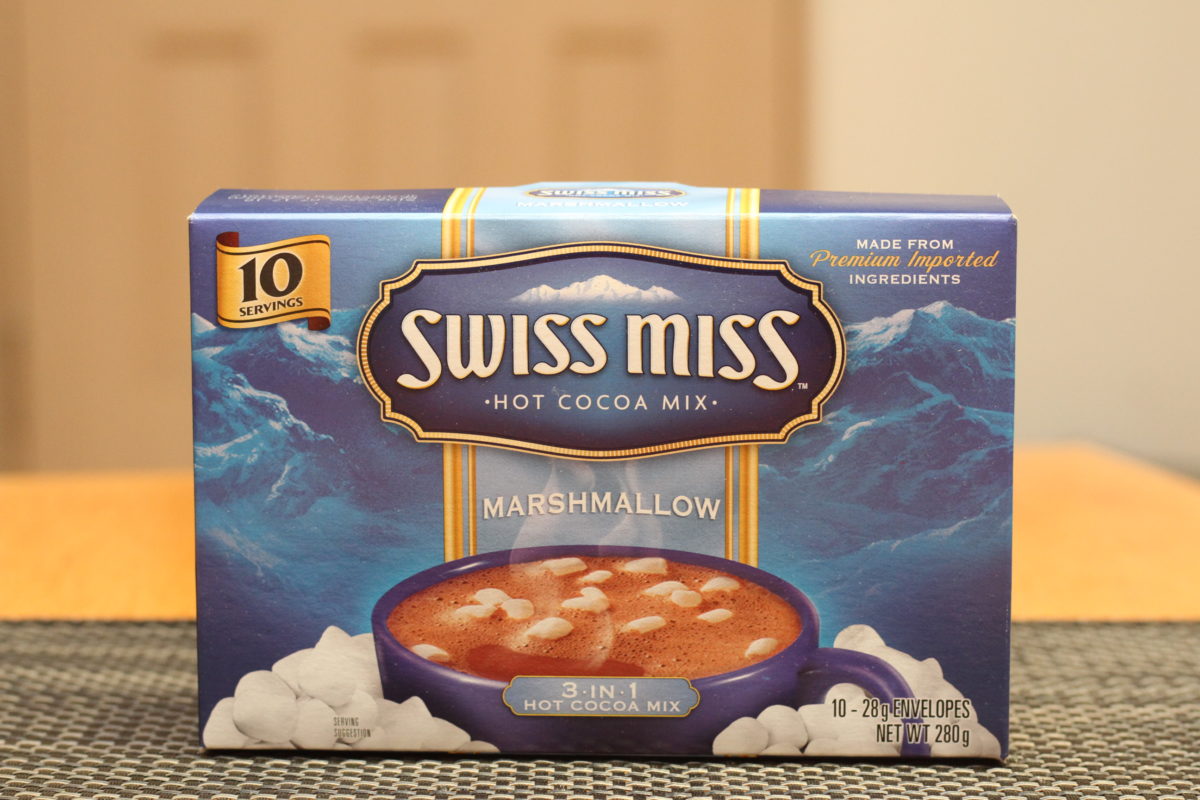 SWISS MISS
MARSHMALLOW
10
SERVINGS
MADE FROM
Premium Imported
INGREDIENTS
SWISS MISS™
·HOT COCOA MIX·
MARSHMALLOW
3·IN·1
HOT COCOA MIX
SERVING
SUGGESTION
10 - 28g ENVELOPES
NET WT 280g